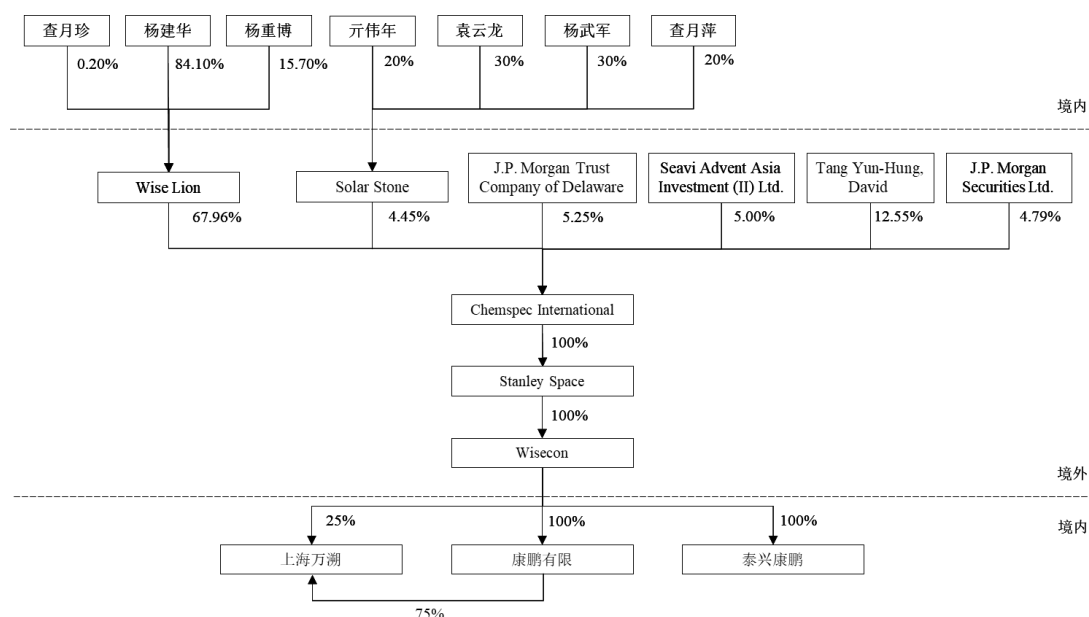 查月珍
杨建华
杨重博
亓伟年
袁云龙
杨武军
查月萍
0.20%
84.10%
15.70%
20%
30%
30%
20%
境内
Wise Lion
Solar Stone
J.P. Morgan Trust
Company of Delaware
Seavi Advent Asia
Investment (II) Ltd.
Tang Yun-Hung,
David
J.P. Morgan
Securities Ltd.
67.96%
4.45%
5.25%
5.00%
12.55%
4.79%
Chemspec International
100%
Stanley Space
100%
Wisecon
境外
境内
25%
100%
100%
上海万溯
康鹏有限
泰兴康鹏
75%